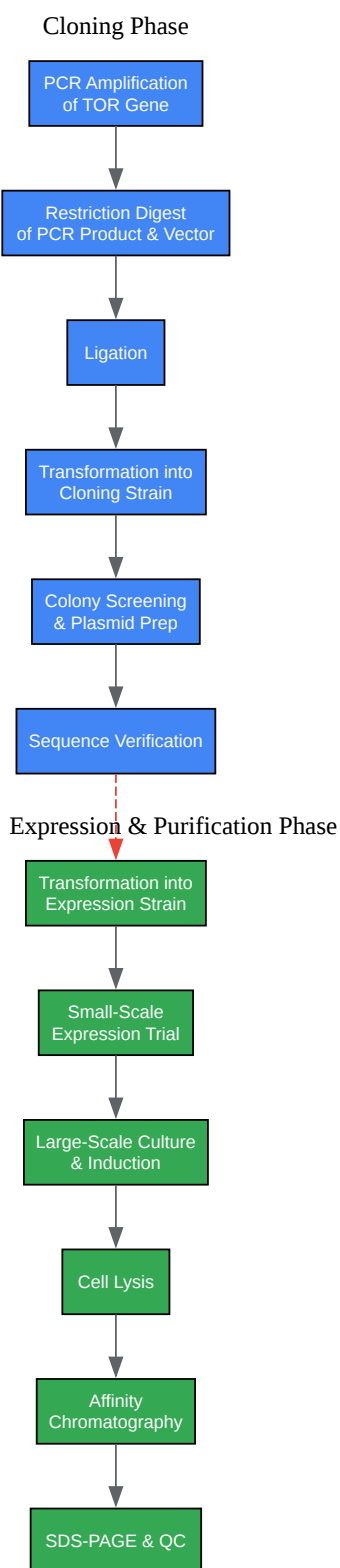 Cloning Phase
PCR Amplification
of TOR Gene
Restriction Digest
of PCR Product & Vector
Ligation
Transformation into
Cloning Strain
Colony Screening
& Plasmid Prep
Sequence Verification
Expression & Purification Phase
Transformation into
Expression Strain
Small-Scale
Expression Trial
Large-Scale Culture
& Induction
Cell Lysis
Affinity
Chromatography
SDS-PAGE & QC